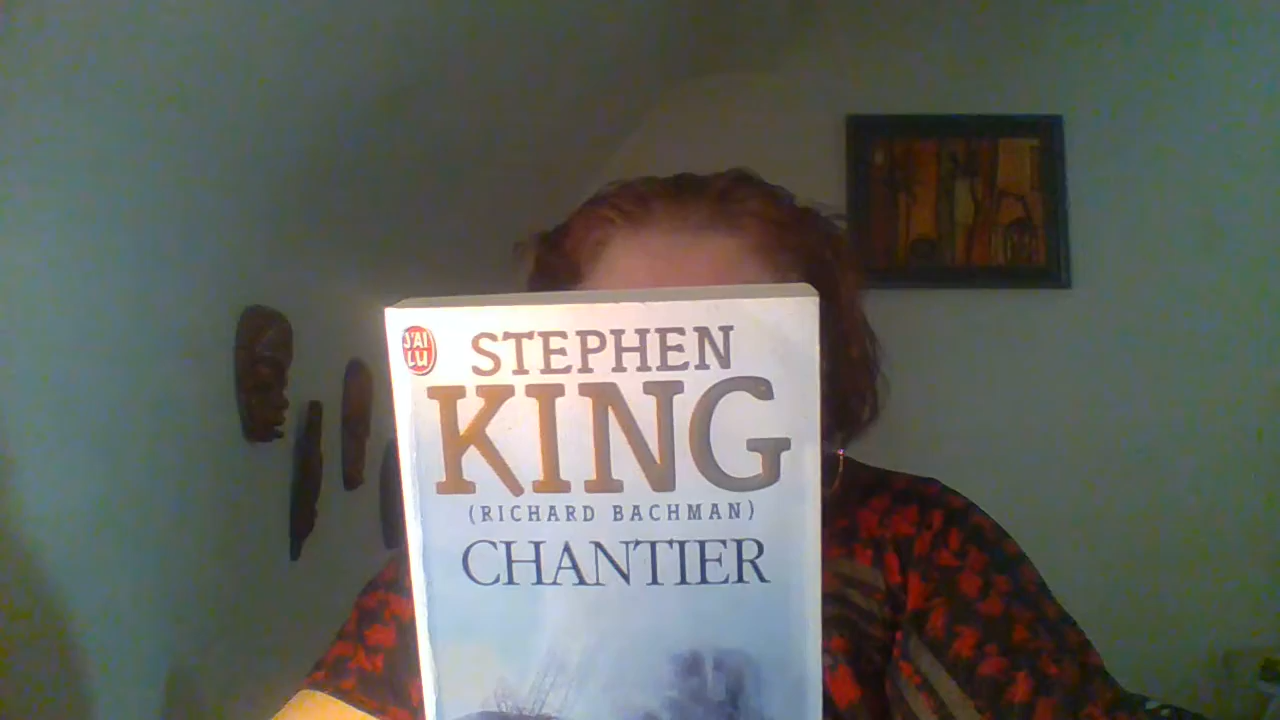 J'AI
LU
STEPHEN
KING
(RICHARD BACHMAN)
CHANTIER